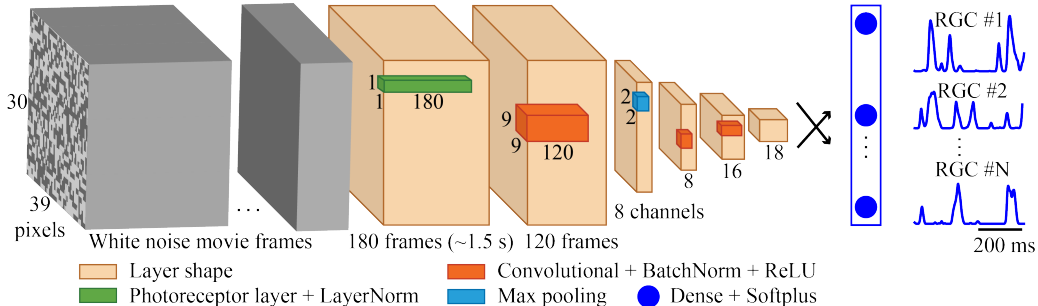 30
39
pixels
...
White noise movie frames
1
1
180
180 frames (~1.5 s)
9
9
120
120 frames
2
2
8 channels
8
16
18
RGC #1
RGC #2
RGC #N
200 ms
Layer shape
Photoreceptor layer + LayerNorm
Convolutional + BatchNorm + ReLU
Max pooling
Dense + Softplus